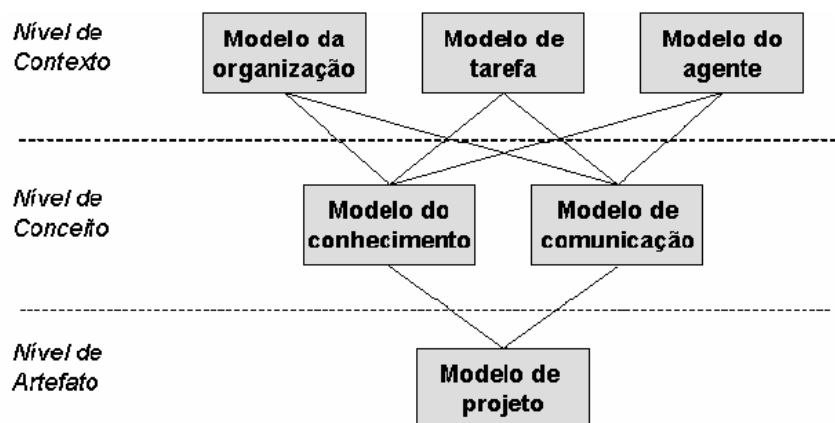 Nível de
Contexto
Modelo da
organização
Modelo de
tarefa
Modelo do
agente
Nível de
Conceito
Modelo do
conhecimento
Modelo de
comunicação
Nível de
Artefato
Modelo de
projeto